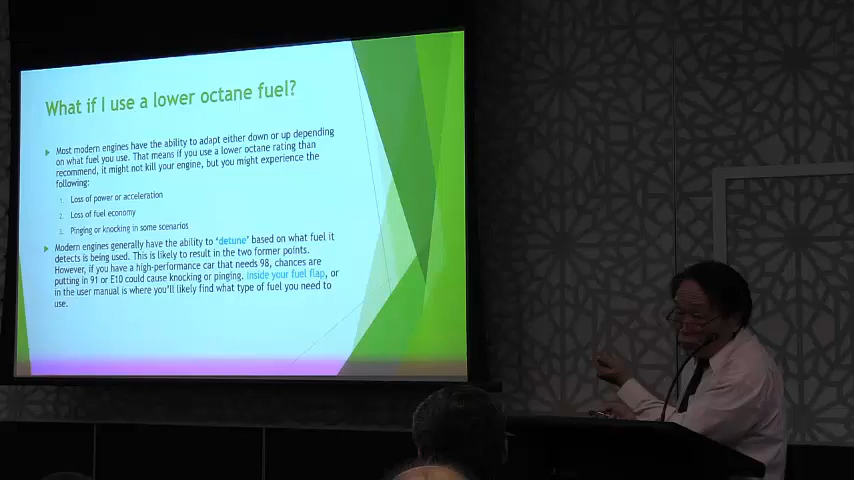 What if I use a lower octane fuel?
Most modern engines have the ability to adapt either down or up depending
on what fuel you use. That means if you use a lower octane rating than
recommend, it might not kill your engine, but you might experience the
following:
1. Loss of power or acceleration
2. Loss of fuel economy
3. Pinging or knocking in some scenarios
Modern engines generally have the ability to ‘detune’ based on what fuel it
detects is being used. This is likely to result in the two former points.
However, if you have a high-performance car that needs 98, chances are
putting in 91 or E10 could cause knocking or pinging. Inside your fuel flap, or
in the user manual is where you’ll likely find what type of fuel you need to
use.